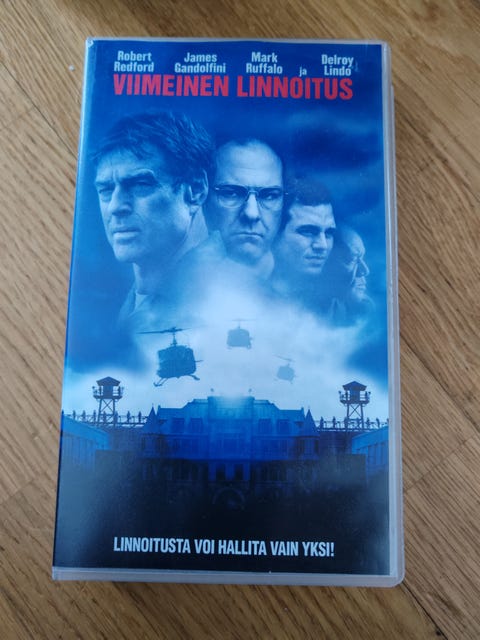 Robert Redford
James Gandolfini
Mark Ruffalo
ja
Delroy Lindo
VIIMEINEN LINNOITUS
LINNOITUSTA VOI HALLITA VAIN YKSI!